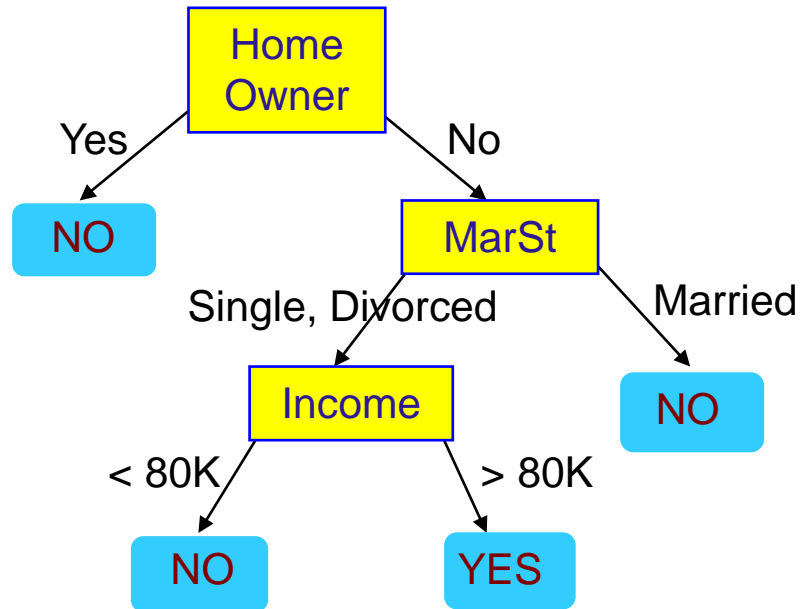 Home
Owner
Yes
No
NO
MarSt
Single, Divorced
Married
Income
NO
< 80K
> 80K
NO
YES